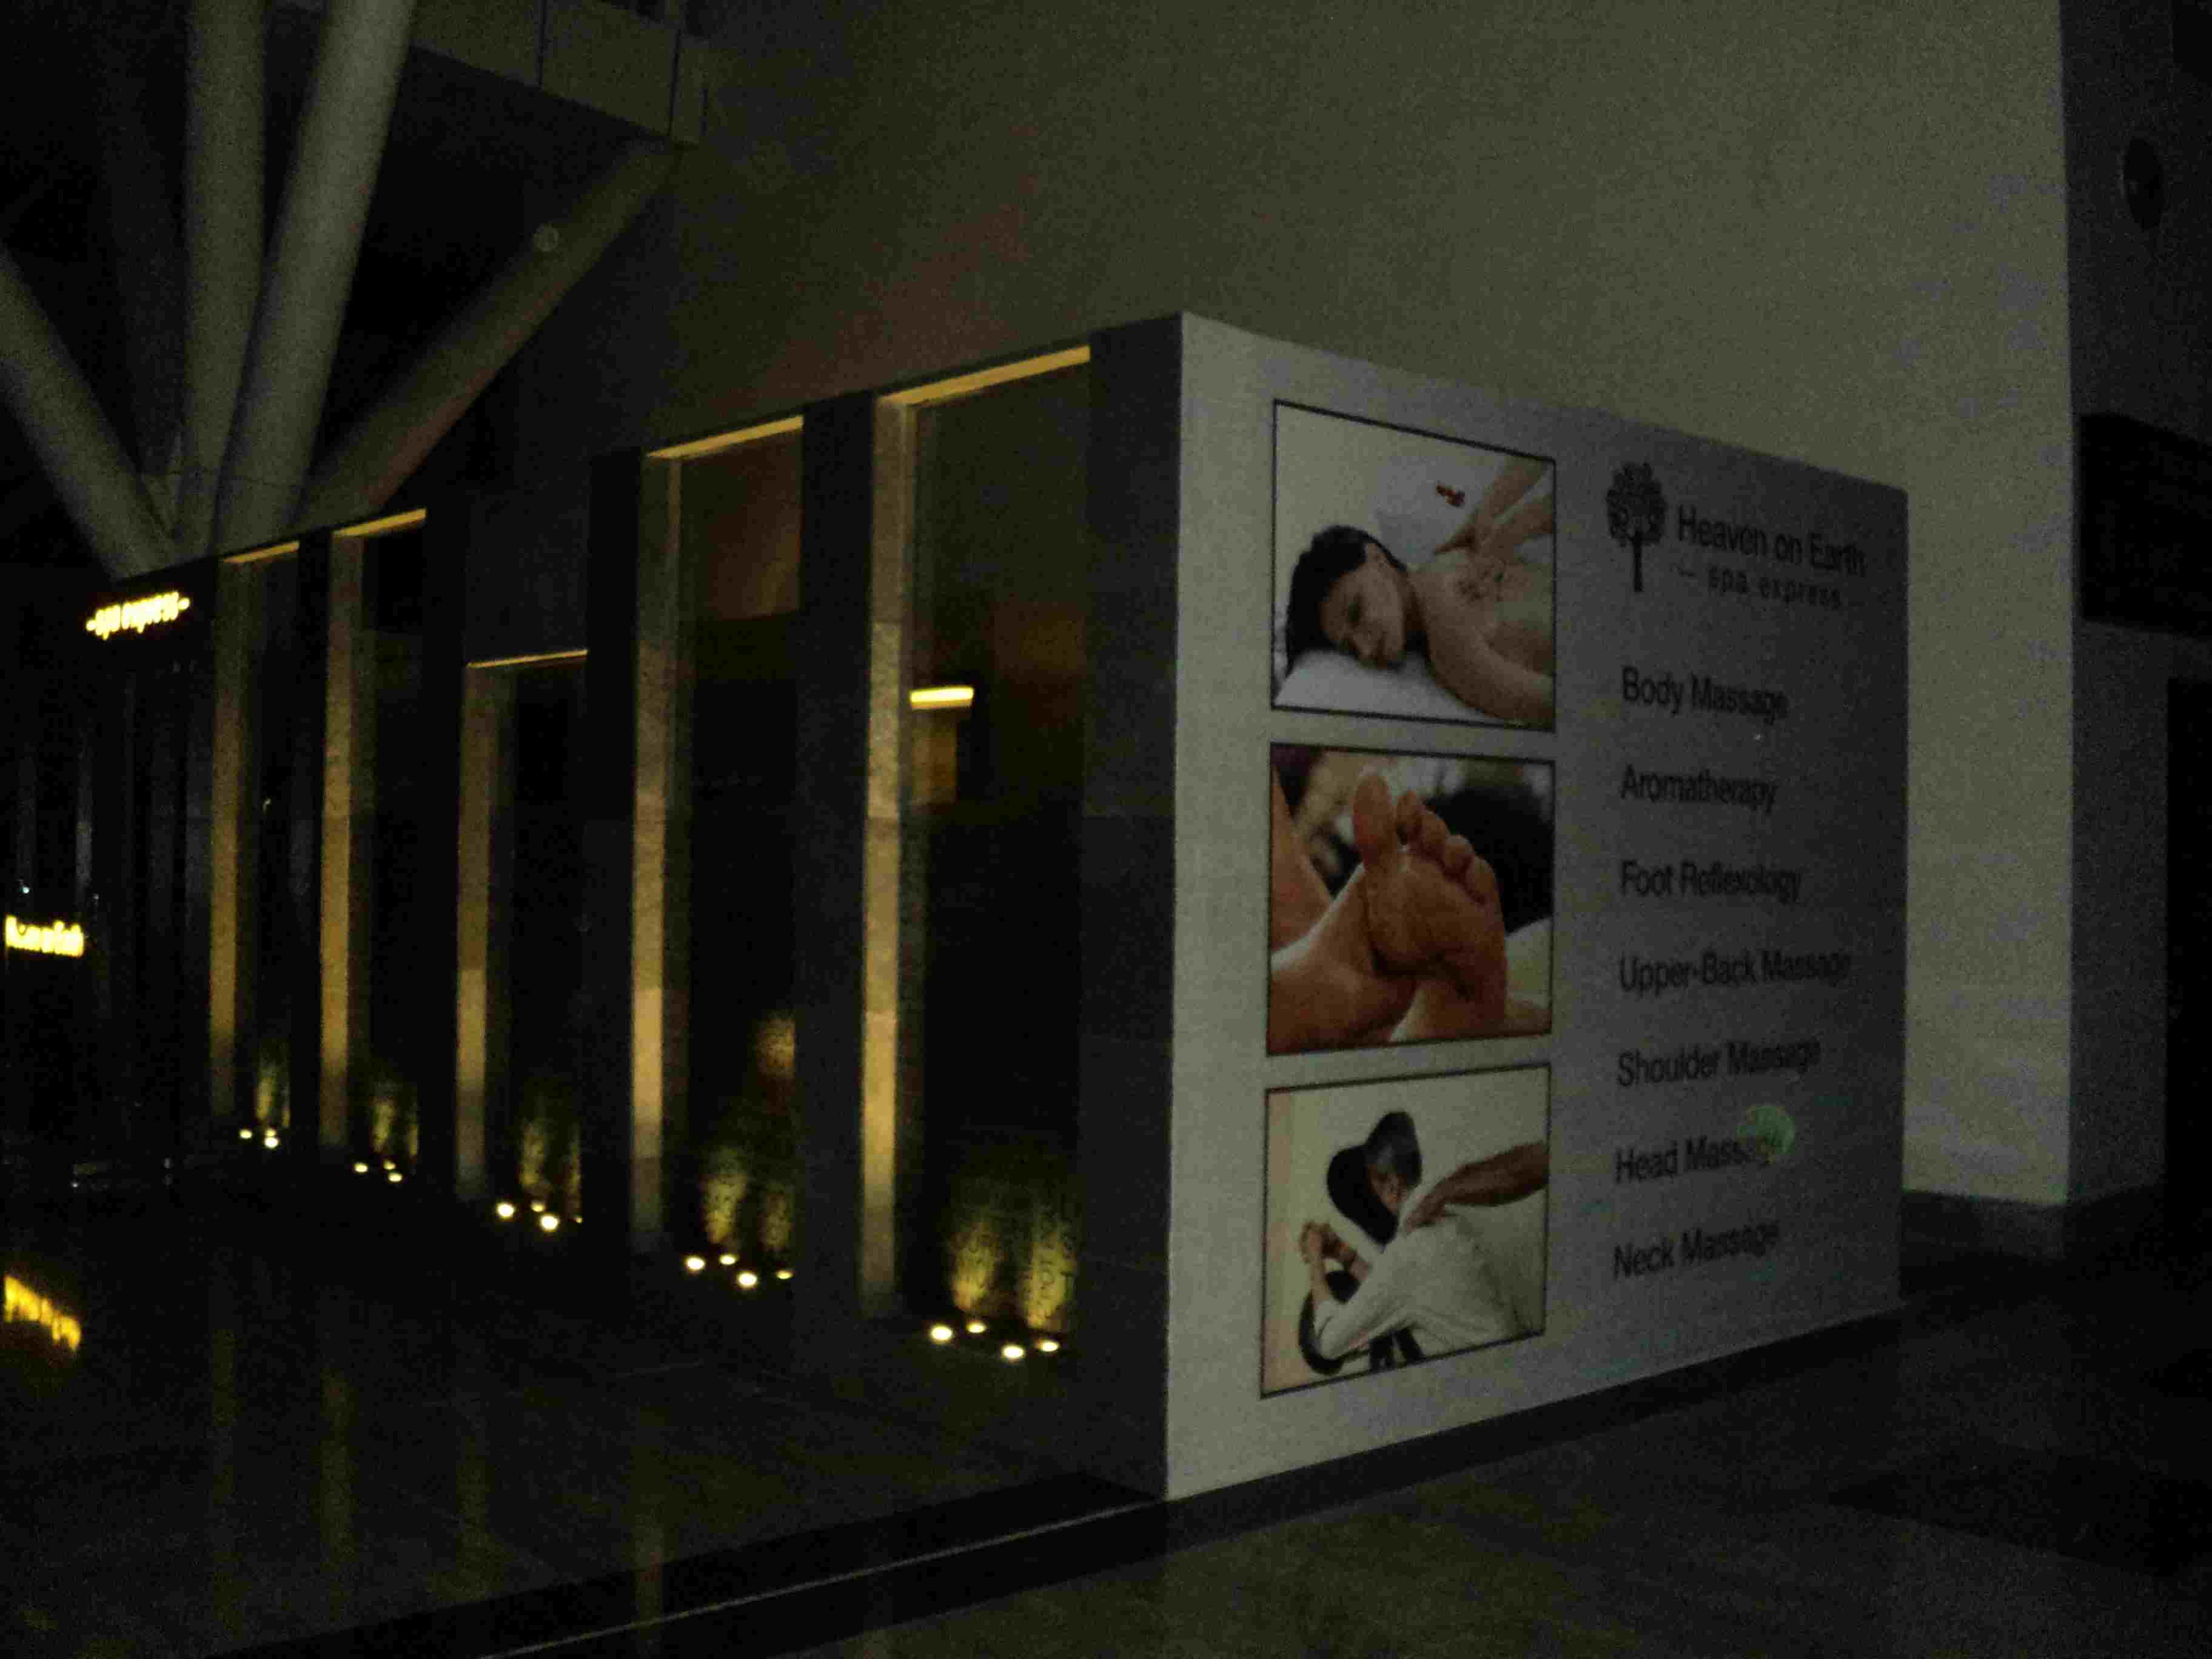 -spa express-
Heaven on Earth
— spa express —
Body Massage
Aromatherapy
Foot Reflexology
Upper-Back Massage
Shoulder Massage
Head Massage
Neck Massage